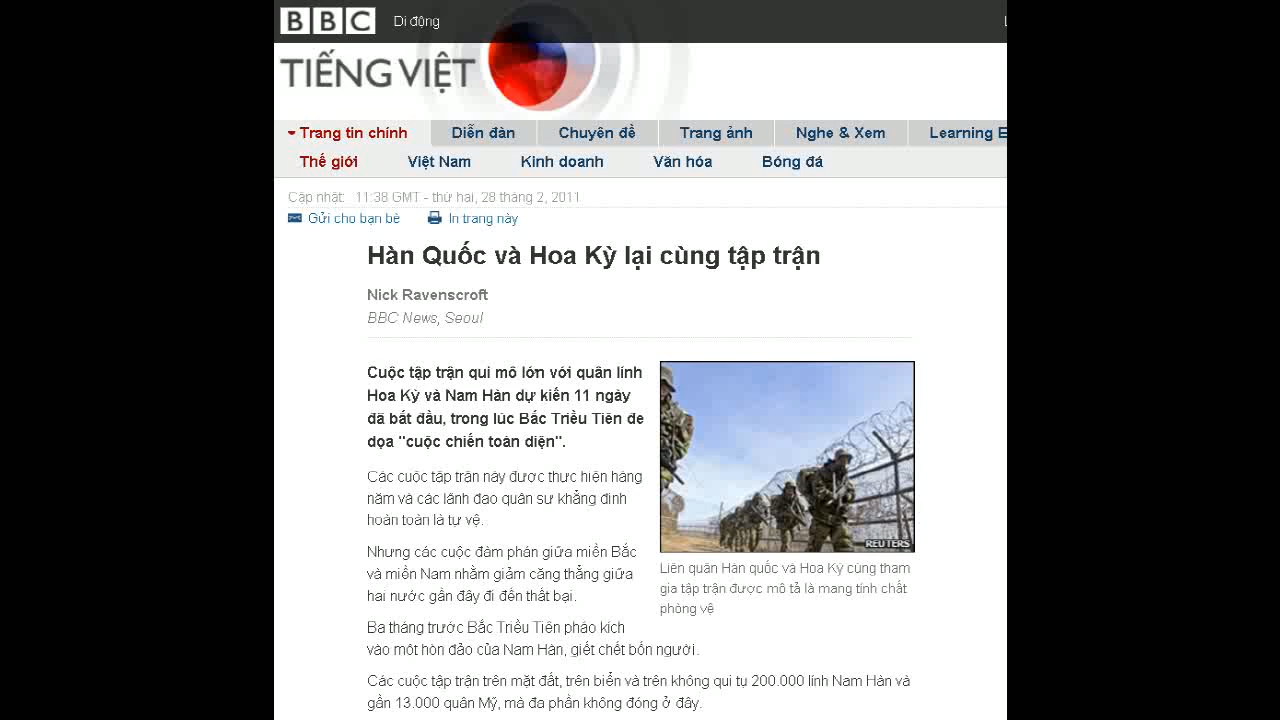 BBC Di động
TIẾNG VIỆT
Trang tin chính Diễn đàn Chuyên đề Trang ảnh Nghe & Xem Learning E
Thế giới Việt Nam Kinh doanh Văn hóa Bóng đá
Cập nhật: 11:38 GMT - thứ hai, 28 tháng 2, 2011
Gửi cho bạn bè In trang này
Hàn Quốc và Hoa Kỳ lại cùng tập trận
Nick Ravenscroft
BBC News, Seoul
Cuộc tập trận qui mô lớn với quân lính
Hoa Kỳ và Nam Hàn dự kiến 11 ngày
đã bắt đầu, trong lúc Bắc Triều Tiên đe
dọa "cuộc chiến toàn diện".
Các cuộc tập trận này được thực hiện hàng
năm và các lãnh đạo quân sự khẳng định
hoàn toàn là tự vệ.
Nhưng các cuộc đàm phán giữa miền Bắc
và miền Nam nhằm giảm căng thẳng giữa
hai nước gần đây đi đến thất bại.
REUTERS
Liên quân Hàn quốc và Hoa Kỳ cùng tham
gia tập trận được mô tả là mang tính chất
phòng vệ
Ba tháng trước Bắc Triều Tiên pháo kích
vào một hòn đảo của Nam Hàn, giết chết bốn người.
Các cuộc tập trận trên mặt đất, trên biển và trên không qui tụ 200.000 lính Nam Hàn và
gần 13.000 quân Mỹ, mà đa phần không đóng ở đây.